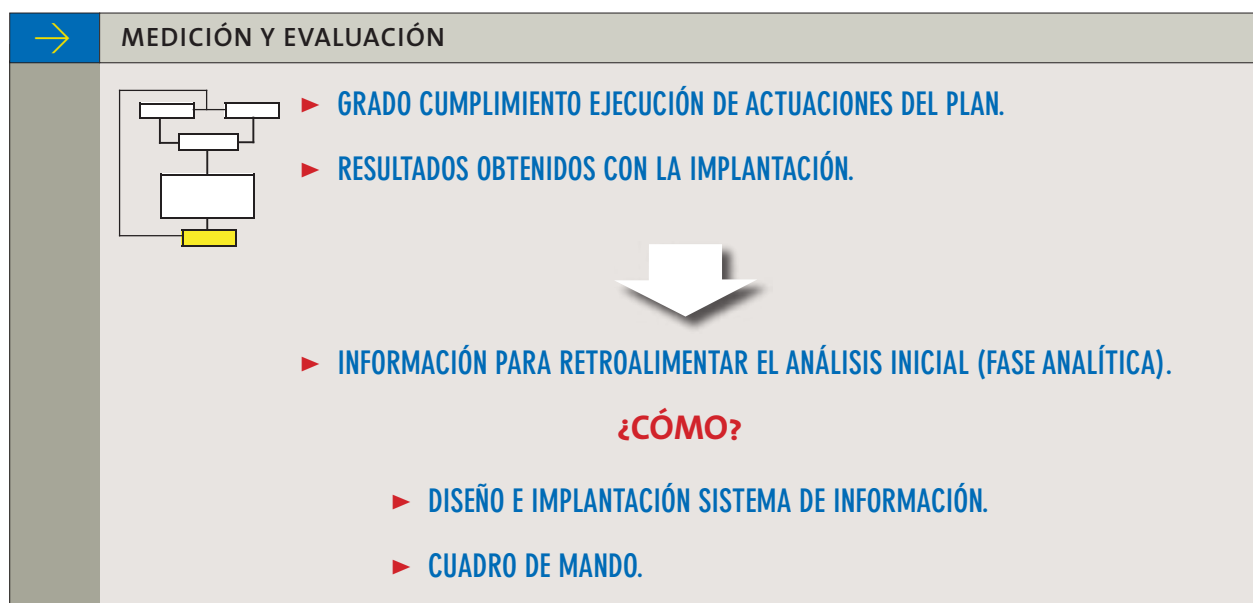 MEDICIÓN Y EVALUACIÓN
GRADO CUMPLIMIENTO EJECUCIÓN DE ACTUACIONES DEL PLAN.
RESULTADOS OBTENIDOS CON LA IMPLANTACIÓN.
INFORMACIÓN PARA RETROALIMENTAR EL ANÁLISIS INICIAL (FASE ANALÍTICA).
¿CÓMO?
DISEÑO E IMPLANTACIÓN SISTEMA DE INFORMACIÓN.
CUADRO DE MANDO.